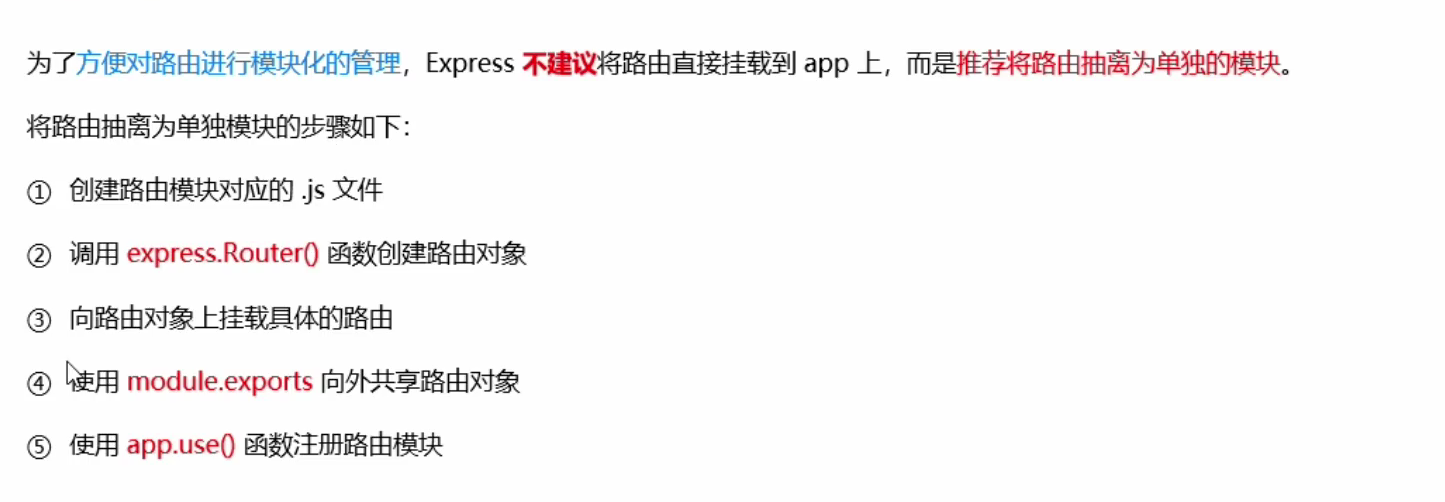 为了方便对路由进行模块化的管理，Express 不建议将路由直接挂载到 app 上，而是推荐将路由抽离为单独的模块。
将路由抽离为单独模块的步骤如下：
① 创建路由模块对应的 .js 文件
② 调用 express.Router() 函数创建路由对象
③ 向路由对象上挂载具体的路由
④ 使用 module.exports 向外共享路由对象
⑤ 使用 app.use() 函数注册路由模块